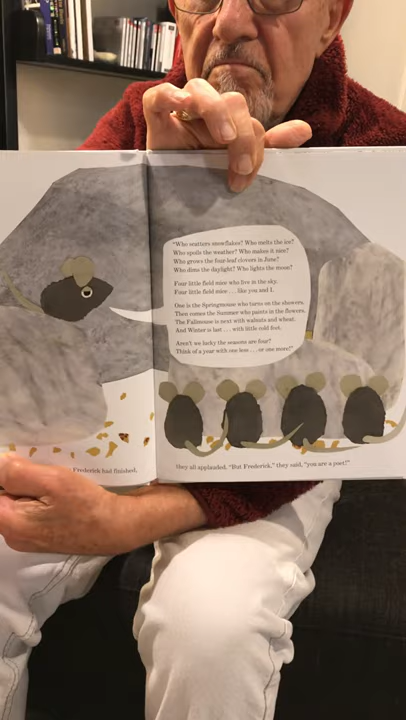 "Who scatters snowflakes? Who melts the ice?
Who spoils the weather? Who makes it nice?
Who grows the four-leaf clovers in June?
Who dims the daylight? Who lights the moon?
Four little field mice who live in the sky.
Four little field mice . . . like you and I.
One is the Springmouse who turns on the showers.
Then comes the Summer who paints in the flowers.
The Fallmouse is next with walnuts and wheat.
And Winter is last . . . with little cold feet.
Aren't we lucky the seasons are four?
Think of a year with one less . . . or one more!"
Frederick had finished,
they all applauded. "But Frederick," they said, "you are a poet!"